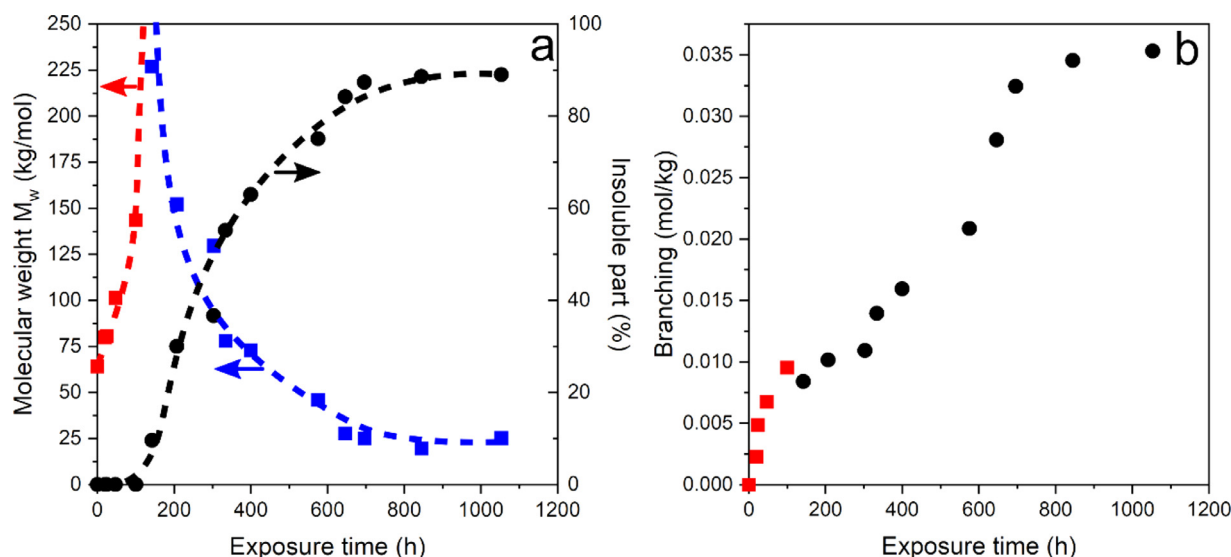 a
Molecular weight M_w (kg/mol)
250
225
200
175
150
125
100
75
50
25
0
100
80
60
40
20
0
Insoluble part (%)
0 200 400 600 800 1000 1200
Exposure time (h)
b
Branching (mol/kg)
0.035
0.030
0.025
0.020
0.015
0.010
0.005
0.000
0 200 400 600 800 1000 1200
Exposure time (h)